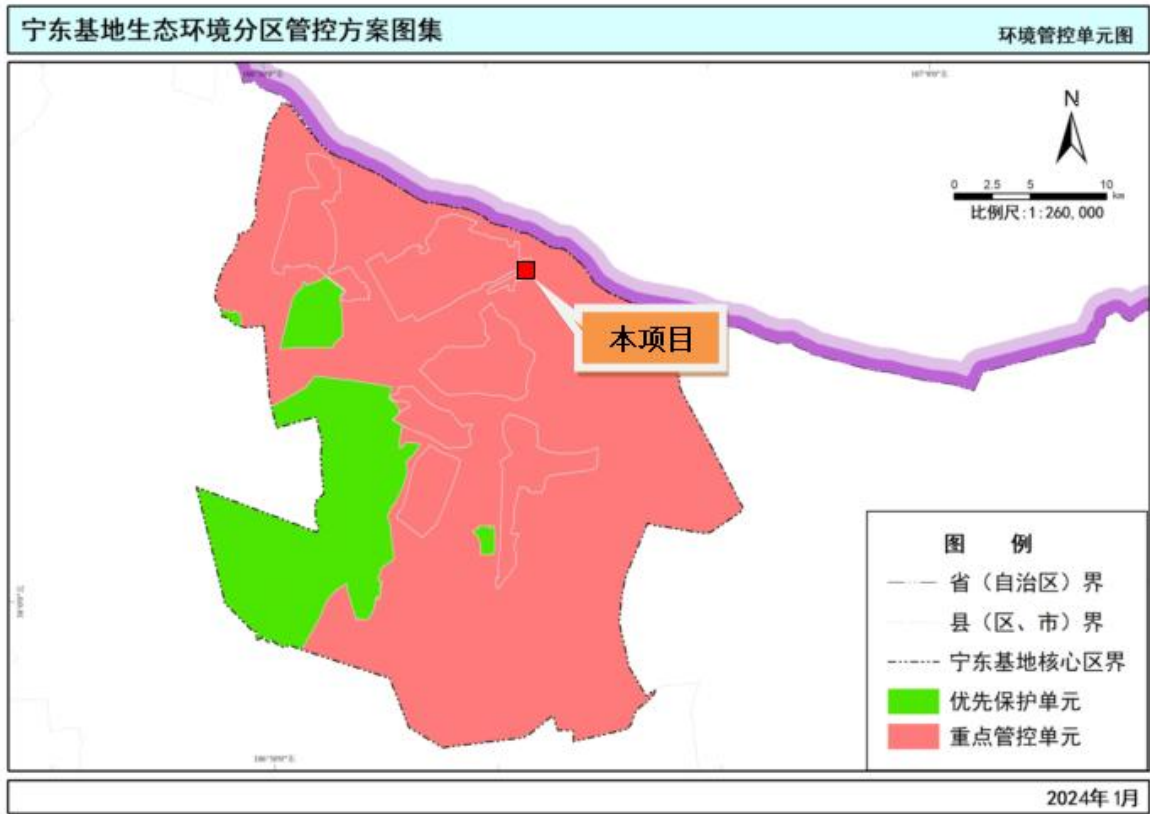 宁东基地生态环境分区管控方案图集
环境管控单元图
N
0 2.5 5 10
km
比例尺:1:260,000
本项目
图 例
省（自治区）界
县（区、市）界
宁东基地核心区界
优先保护单元
重点管控单元
2024年1月